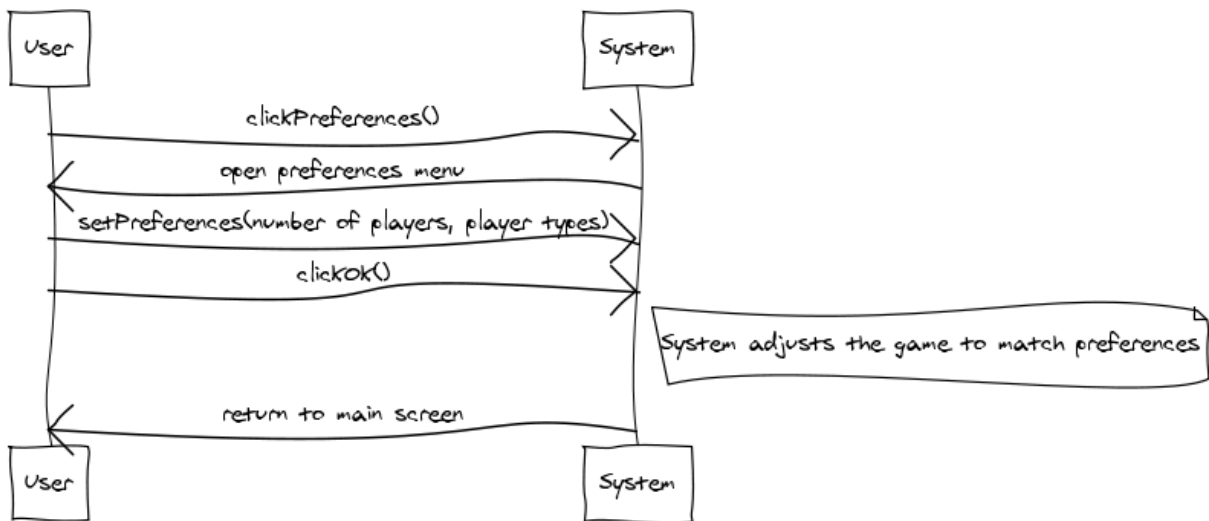 User
System
clickPreferences()
open preferences menu
setPreferences(number of players, player types)
clickOK()
System adjusts the game to match preferences
return to main screen
User
System